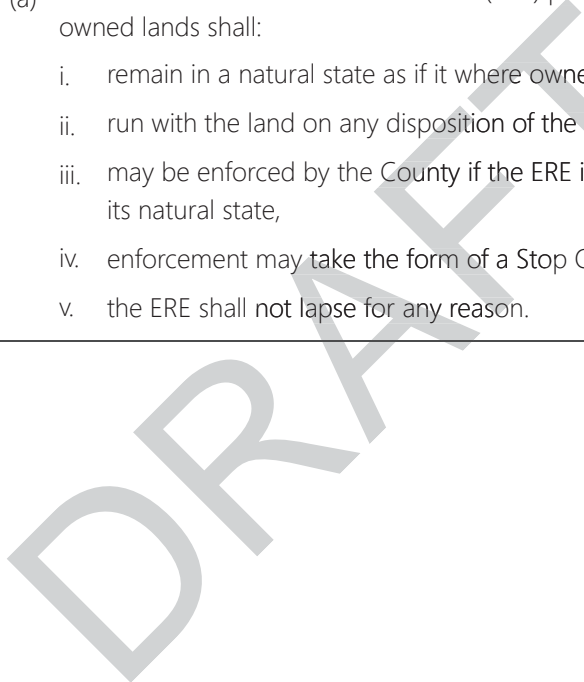 (a)
owned lands shall:
i. remain in a natural state as if it where owne
ii. run with the land on any disposition of the
iii. may be enforced by the County if the ERE i
its natural state,
iv. enforcement may take the form of a Stop
v. the ERE shall not lapse for any reason.
DRAFT